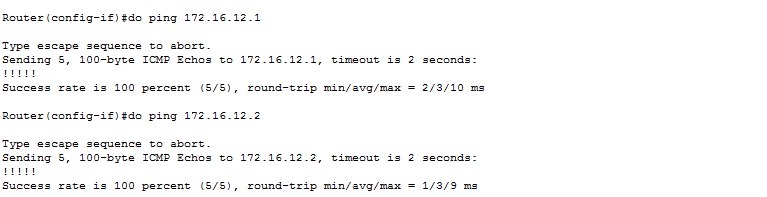 Router(config-if)#do ping 172.16.12.1
Type escape sequence to abort.
Sending 5, 100-byte ICMP Echos to 172.16.12.1, timeout is 2 seconds:
!!!!!
Success rate is 100 percent (5/5), round-trip min/avg/max = 2/3/10 ms
Router(config-if)#do ping 172.16.12.2
Type escape sequence to abort.
Sending 5, 100-byte ICMP Echos to 172.16.12.2, timeout is 2 seconds:
!!!!!
Success rate is 100 percent (5/5), round-trip min/avg/max = 1/3/9 ms